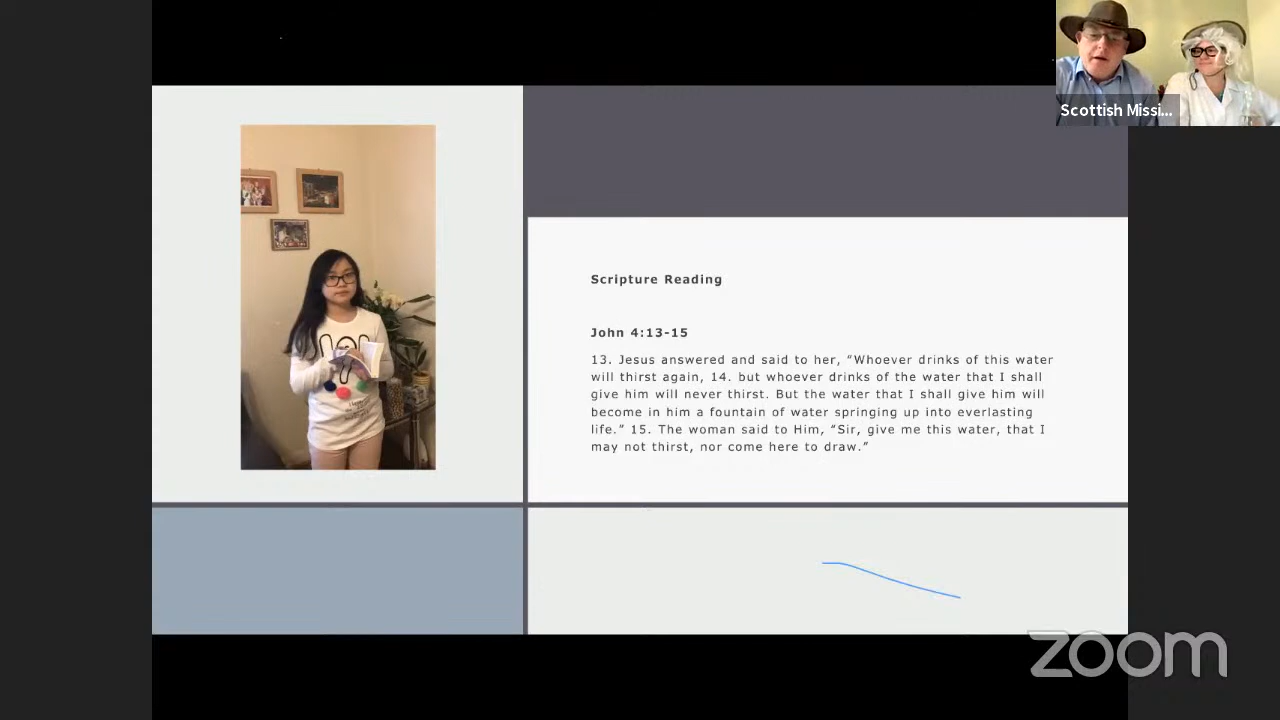 Scottish Missi...
Scripture Reading
John 4:13-15
13. Jesus answered and said to her, “Whoever drinks of this water
will thirst again, 14. but whoever drinks of the water that I shall
give him will never thirst. But the water that I shall give him will
become in him a fountain of water springing up into everlasting
life.” 15. The woman said to Him, “Sir, give me this water, that I
may not thirst, nor come here to draw.”
zoom